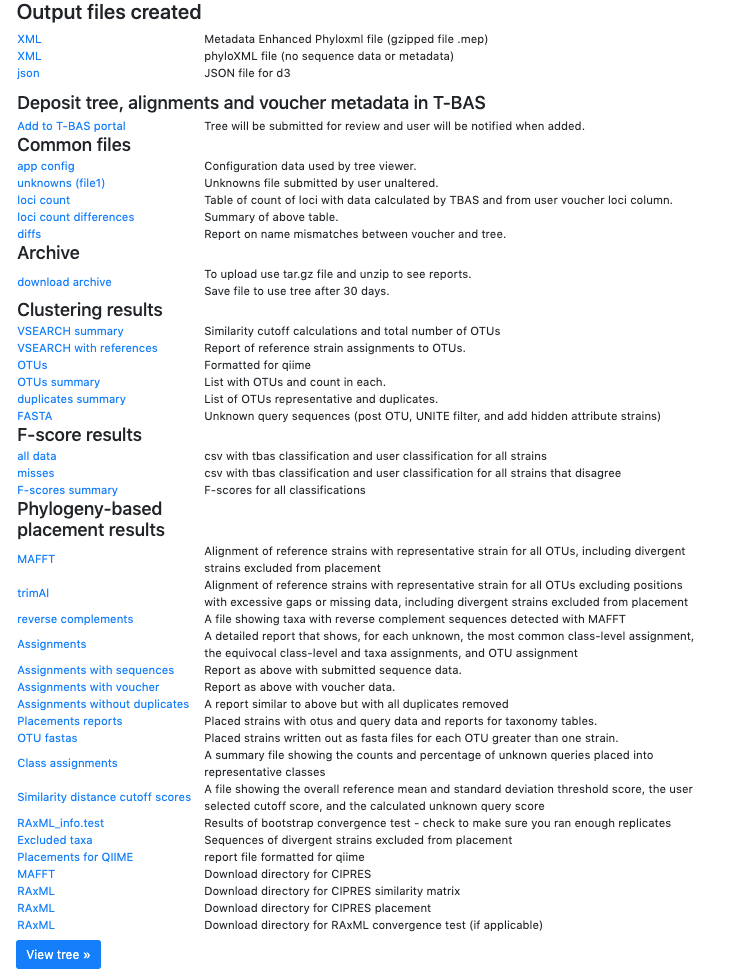 Output files created
XML Metadata Enhanced Phyloxml file (gzipped file .mep)
XML phyloXML file (no sequence data or metadata)
json JSON file for d3
Deposit tree, alignments and voucher metadata in T-BAS
Add to T-BAS portal Tree will be submitted for review and user will be notified when added.
Common files
app config Configuration data used by tree viewer.
unknowns (file1) Unknowns file submitted by user unaltered.
loci count Table of count of loci with data calculated by TBAS and from user voucher loci column.
loci count differences Summary of above table.
diffs Report on name mismatches between voucher and tree.
Archive
download archive To upload use tar.gz file and unzip to see reports.
Save file to use tree after 30 days.
Clustering results
VSEARCH summary Similarity cutoff calculations and total number of OTUs
VSEARCH with references Report of reference strain assignments to OTUs.
OTUs Formatted for qiime
OTUs summary List with OTUs and count in each.
duplicates summary List of OTUs representative and duplicates.
FASTA Unknown query sequences (post OTU, UNITE filter, and add hidden attribute strains)
F-score results
all data csv with tbas classification and user classification for all strains
misses csv with tbas classification and user classification for all strains that disagree
F-scores summary F-scores for all classifications
Phylogeny-based
placement results
MAFFT Alignment of reference strains with representative strain for all OTUs, including divergent
strains excluded from placement
trimAl Alignment of reference strains with representative strain for all OTUs excluding positions
with excessive gaps or missing data, including divergent strains excluded from placement
reverse complements A file showing taxa with reverse complement sequences detected with MAFFT
Assignments A detailed report that shows, for each unknown, the most common class-level assignment,
the equivocal class-level and taxa assignments, and OTU assignment
Assignments with sequences Report as above with submitted sequence data.
Assignments with voucher Report as above with voucher data.
Assignments without duplicates A report similar to above but with all duplicates removed
Placements reports Placed strains with otus and query data and reports for taxonomy tables.
OTU fastas Placed strains written out as fasta files for each OTU greater than one strain.
Class assignments A summary file showing the counts and percentage of unknown queries placed into
representative classes
Similarity distance cutoff scores A file showing the overall reference mean and standard deviation threshold score, the user
selected cutoff score, and the calculated unknown query score
RAxML_info.test Results of bootstrap convergence test - check to make sure you ran enough replicates
Excluded taxa Sequences of divergent strains excluded from placement
Placements for QIIME report file formatted for qiime
MAFFT Download directory for CIPRES
RAxML Download directory for CIPRES similarity matrix
RAxML Download directory for CIPRES placement
RAxML Download directory for RAxML convergence test (if applicable)
View tree »